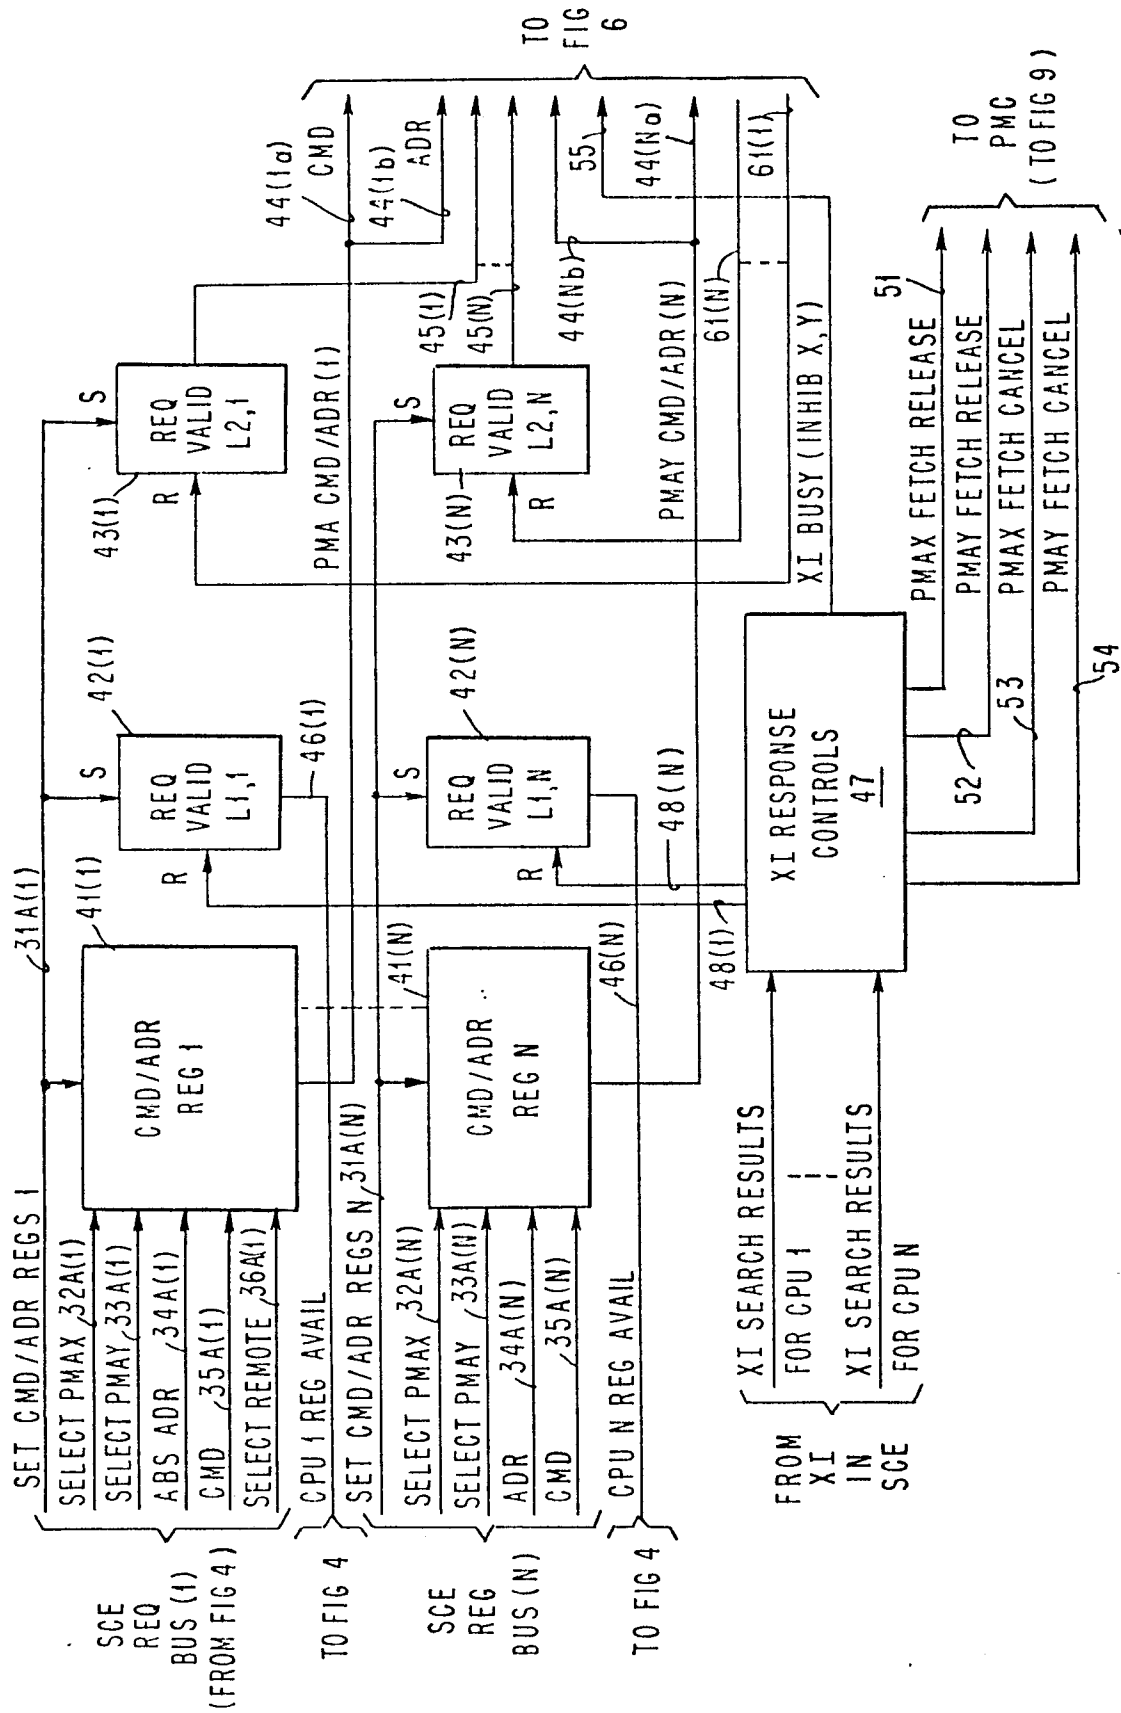 SET CMD/ADR REGS 1
31A(1)
SELECT PMAX
32A(1)
SELECT PMAY
33A(1)
ABS ADR
34A(1)
CMD
35A(1)
SELECT REMOTE
36A(1)
SCE
REQ
BUS(1)
(FROM FIG 4)
41(1)
CMD/ADR
REG 1
S
42(1)
REQ
VALID
L1,1
R
46(1)
S
43(1)
REQ
VALID
L2,1
R
PMA CMD/ADR(1)
44(1a)
CMD
44(1b)
ADR
CPU 1 REG AVAIL
TO FIG 4
SET CMD/ADR REGS N
31A(N)
SELECT PMAX
32A(N)
SELECT PMAY
33A(N)
ADR
34A(N)
CMD
35A(N)
SCE
REG
BUS(N)
41(N)
CMD/ADR
REG N
S
42(N)
REQ
VALID
L1,N
R
46(N)
S
43(N)
REQ
VALID
L2,N
R
45(1)
45(N)
44(Nb)
55
44(Na)
PMAY CMD/ADR(N)
61(N)
61(1)
TO
FIG
6
CPU N REG AVAIL
TO FIG 4
48(N)
48(1)
XI BUSY (INHIB X,Y)
XI SEARCH RESULTS
FOR CPU 1
XI SEARCH RESULTS
FOR CPU N
FROM
XI
IN
SCE
XI RESPONSE
CONTROLS
47
PMAX FETCH RELEASE
51
PMAY FETCH RELEASE
52
PMAX FETCH CANCEL
53
PMAY FETCH CANCEL
54
TO
PMC
(TO FIG 9)